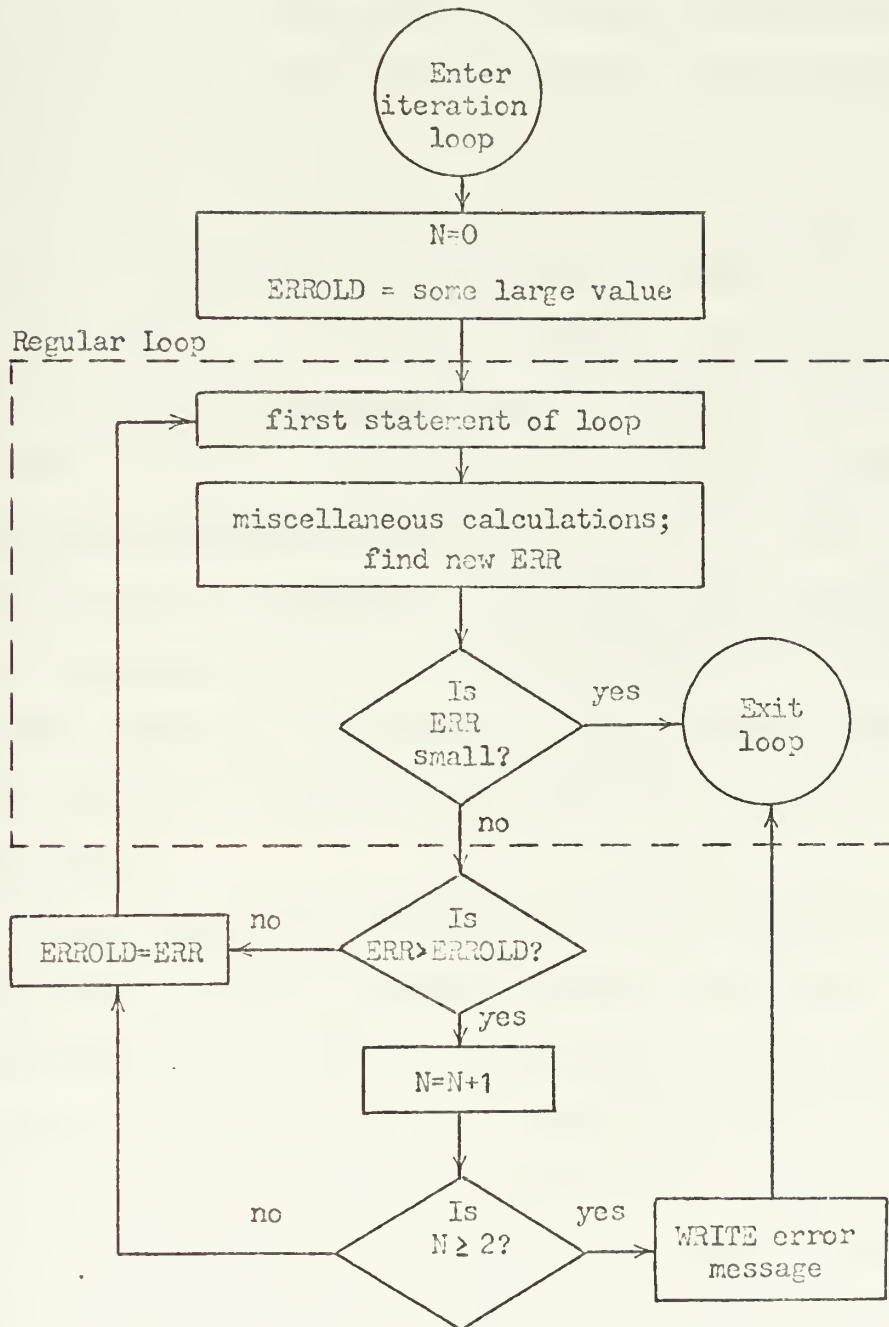 Enter
iteration
loop
N=0
ERROLD = some large value
Regular Loop
first statement of loop
miscellaneous calculations;
find new ERR
Is
ERR
small?
yes
Exit
loop
no
Is
ERR>ERROLD?
no
ERROLD=ERR
yes
N=N+1
Is
N ≥ 2?
no
yes
WRITE error
message